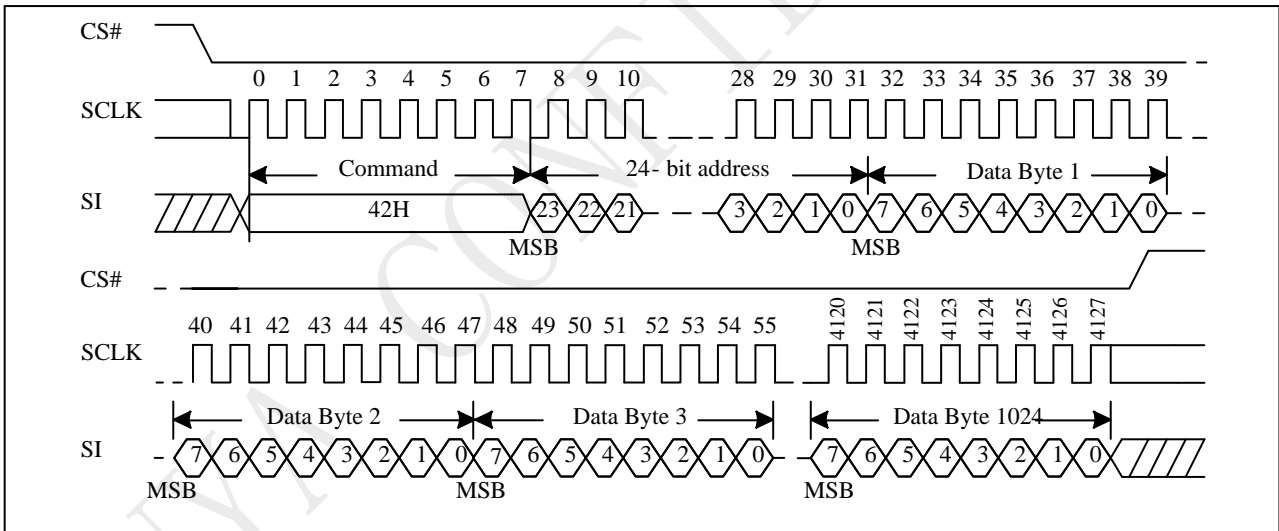 CS#
0 1 2 3 4 5 6 7 8 9 10 28 29 30 31 32 33 34 35 36 37 38 39
SCLK
Command 24- bit address Data Byte 1
SI
42H 23 22 21 3 2 1 0 7 6 5 4 3 2 1 0
MSB MSB
CS#
40 41 42 43 44 45 46 47 48 49 50 51 52 53 54 55 4120 4121 4122 4123 4124 4125 4126 4127
SCLK
Data Byte 2 Data Byte 3 Data Byte 1024
SI
7 6 5 4 3 2 1 0 7 6 5 4 3 2 1 0 7 6 5 4 3 2 1 0
MSB MSB MSB